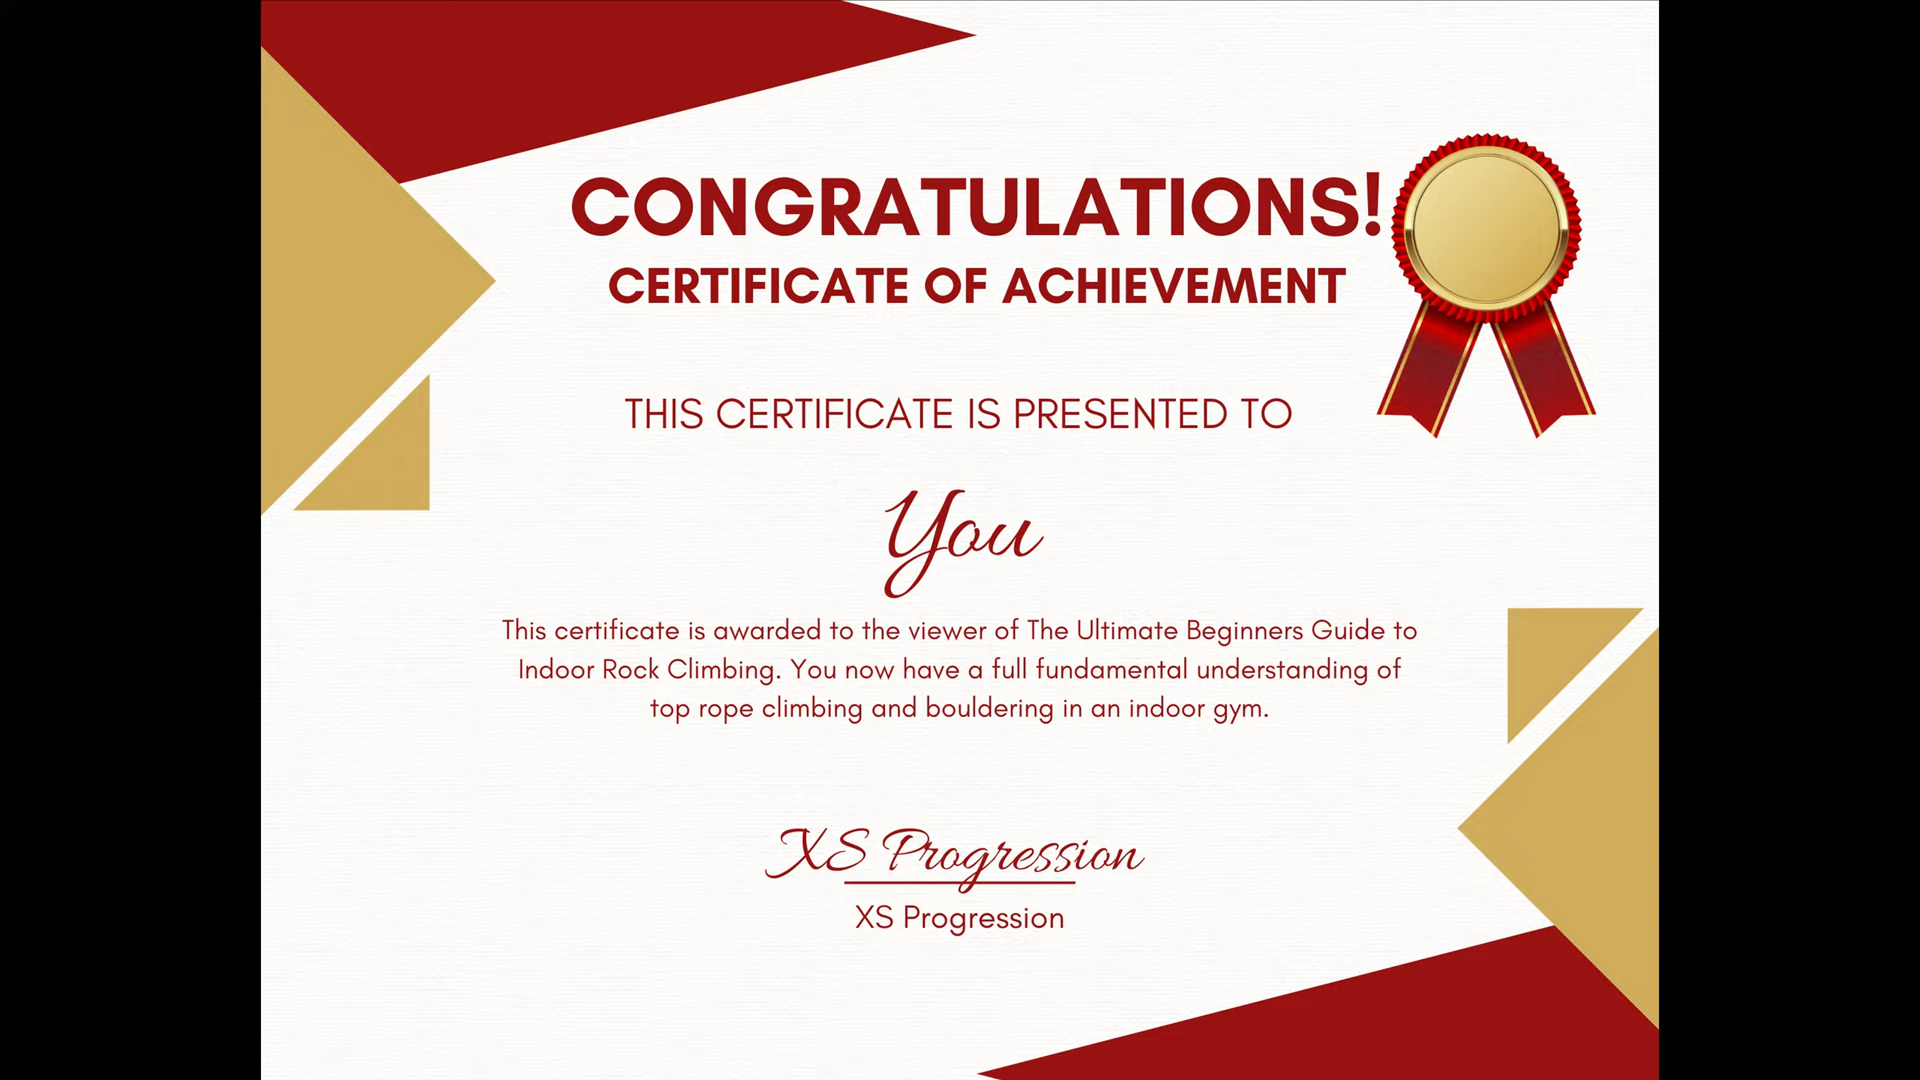 CONGRATULATIONS!
CERTIFICATE OF ACHIEVEMENT
THIS CERTIFICATE IS PRESENTED TO
You
This certificate is awarded to the viewer of The Ultimate Beginners Guide to
Indoor Rock Climbing. You now have a full fundamental understanding of
top rope climbing and bouldering in an indoor gym.
XS Progression
XS Progression